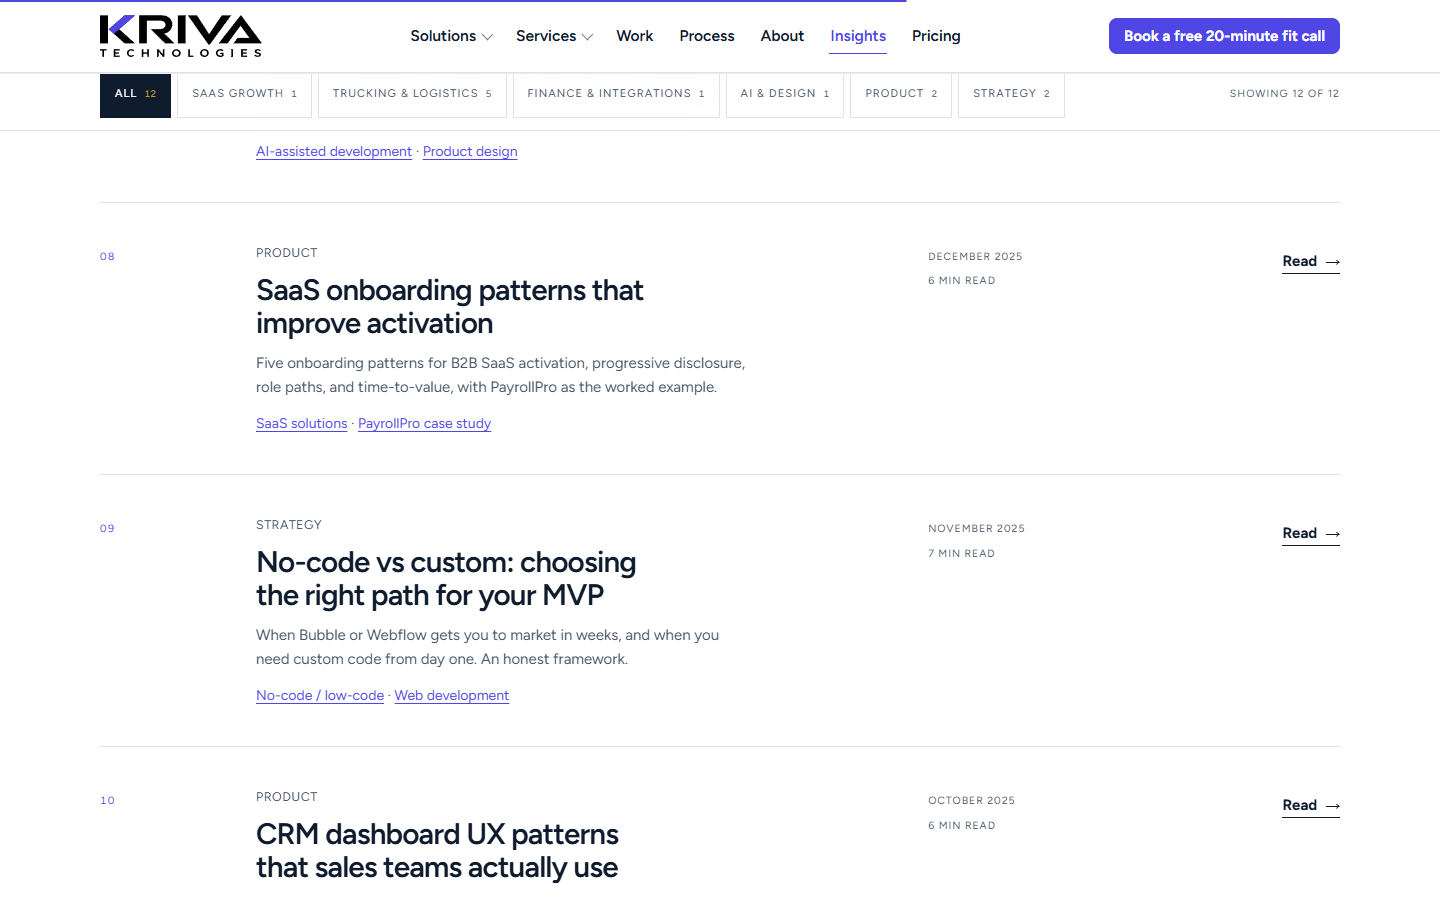 KRIVA
TECHNOLOGIES
Solutions Services Work Process About Insights Pricing
Book a free 20-minute fit call
ALL 12 SAAS GROWTH 1 TRUCKING & LOGISTICS 5 FINANCE & INTEGRATIONS 1 AI & DESIGN 1 PRODUCT 2 STRATEGY 2 SHOWING 12 OF 12
AI-assisted development · Product design
08
PRODUCT
SaaS onboarding patterns that
improve activation
Five onboarding patterns for B2B SaaS activation, progressive disclosure,
role paths, and time-to-value, with PayrollPro as the worked example.
SaaS solutions · PayrollPro case study
DECEMBER 2025
6 MIN READ
Read →
09
STRATEGY
No-code vs custom: choosing
the right path for your MVP
When Bubble or Webflow gets you to market in weeks, and when you
need custom code from day one. An honest framework.
No-code / low-code · Web development
NOVEMBER 2025
7 MIN READ
Read →
10
PRODUCT
CRM dashboard UX patterns
that sales teams actually use
OCTOBER 2025
6 MIN READ
Read →